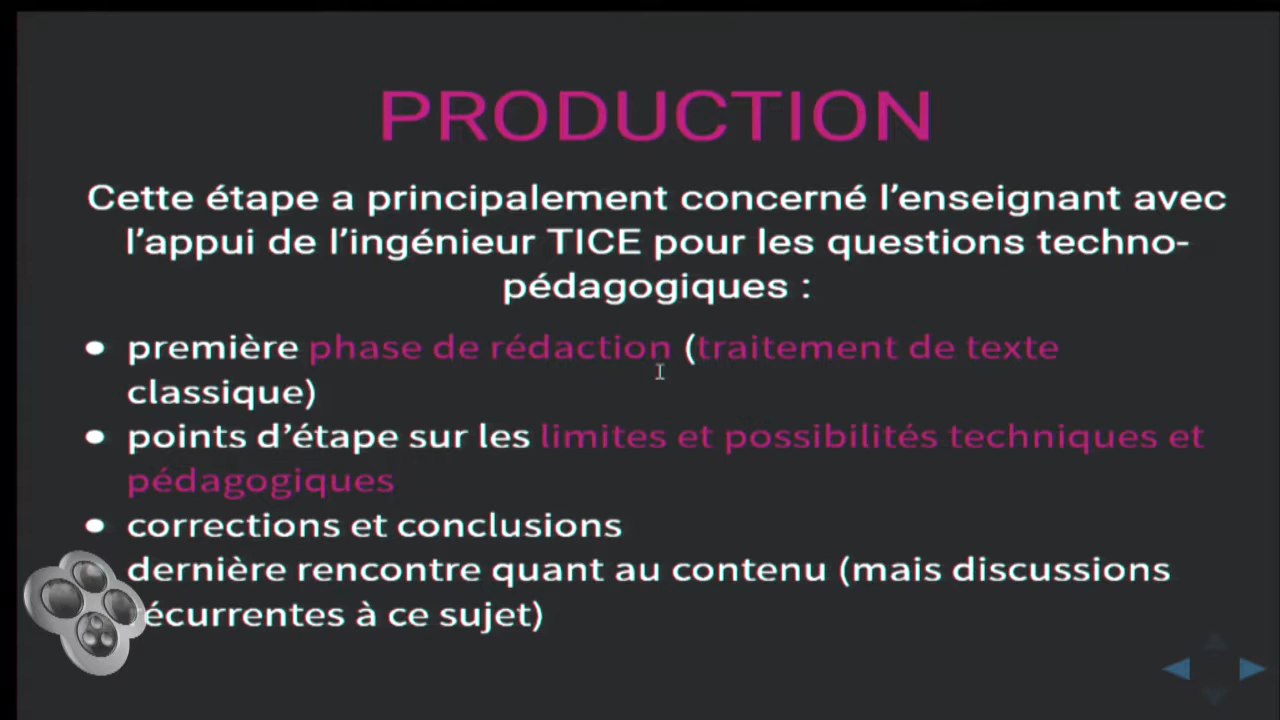 PRODUCTION
Cette étape a principalement concerné l’enseignant avec
l’appui de l’ingénieur TICE pour les questions techno-
pédagogiques :
première phase de rédaction (traitement de texte
classique)
points d’étape sur les limites et possibilités techniques et
pédagogiques
corrections et conclusions
dernière rencontre quant au contenu (mais discussions
récurrentes à ce sujet)